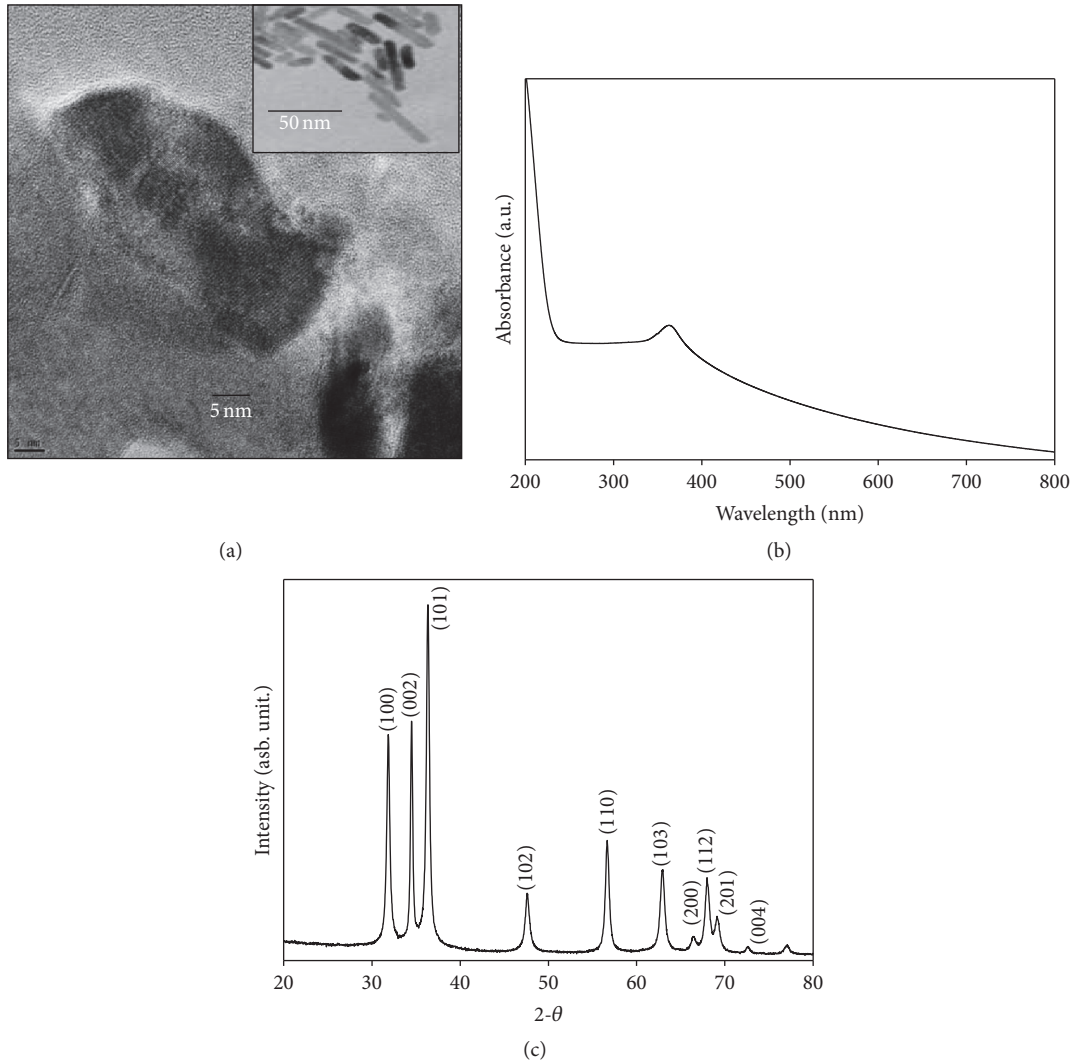 50 nm
5 nm
5 nm
(a)
Absorbance (a.u.)
200 300 400 500 600 700 800
Wavelength (nm)
(b)
Intensity (asb. unit.)
(100)
(002)
(101)
(102)
(110)
(103)
(200)
(112)
(201)
(004)
20 30 40 50 60 70 80
2-θ
(c)